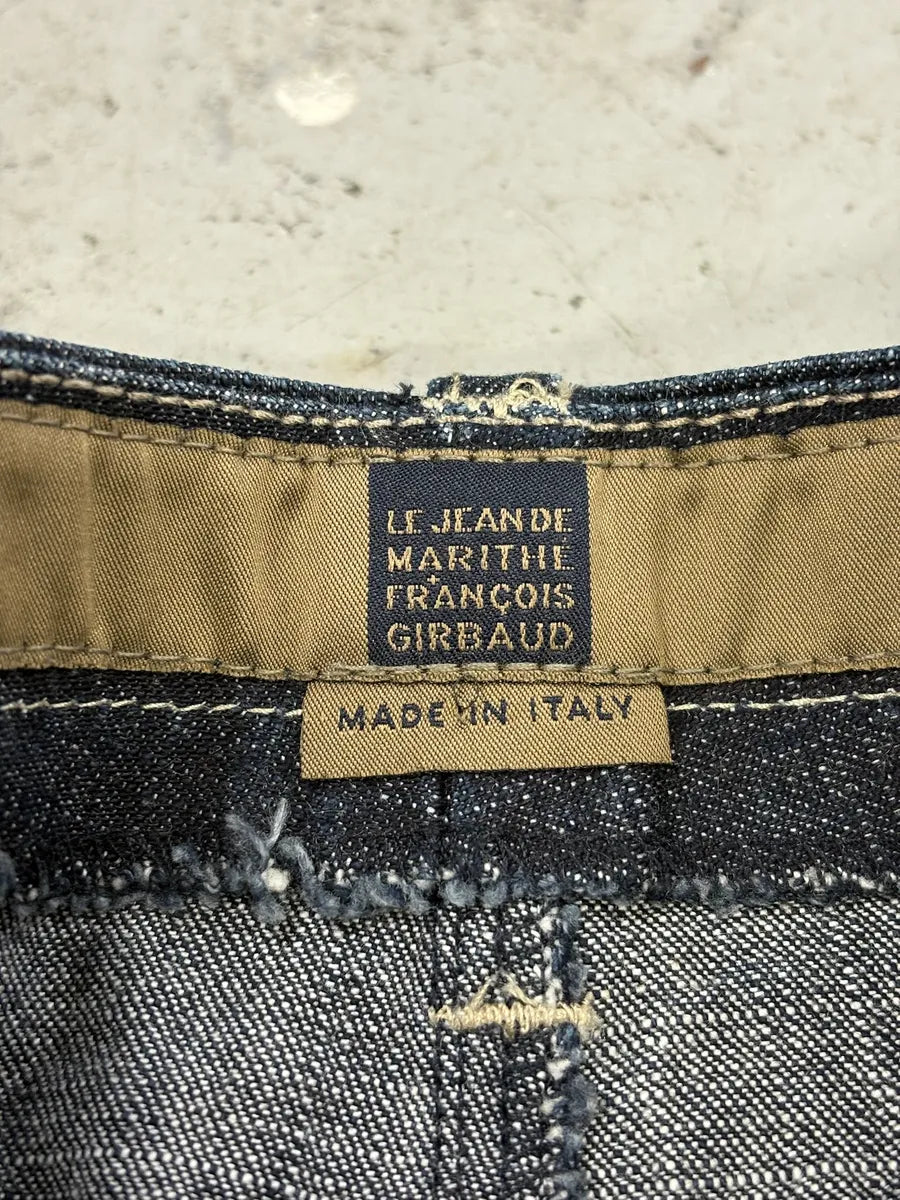 LE JEAN DE
MARITHE
+
FRANÇOIS
GIRBAUD
MADE IN ITALY